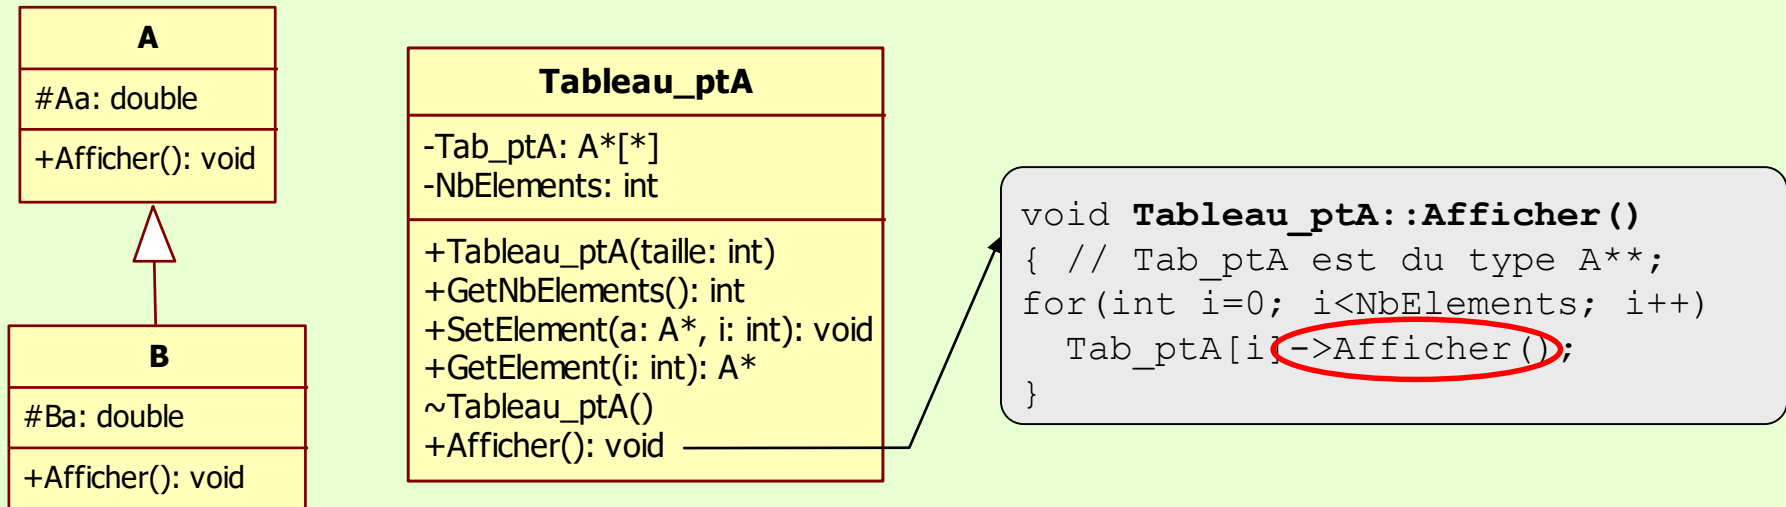 A
#Aa: double
+Afficher(): void
B
#Ba: double
+Afficher(): void
Tableau_ptA
-Tab_ptA: A*[*]
-NbElements: int
+Tableau_ptA(taille: int)
+GetNbElements(): int
+SetElement(a: A*, i: int): void
+GetElement(i: int): A*
~Tableau_ptA()
+Afficher(): void
void Tableau_ptA::Afficher()
{ // Tab_ptA est du type A**;
for(int i=0; i<NbElements; i++)
Tab_ptA[i]->Afficher();
}